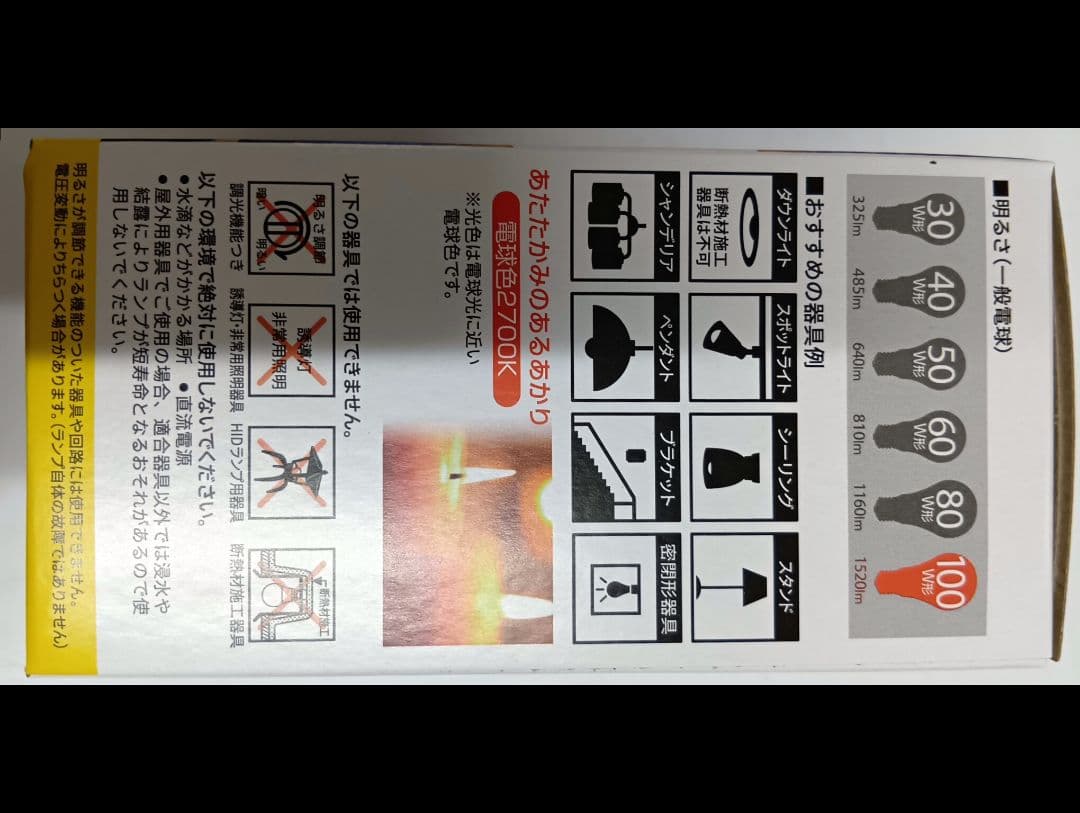 ■明るさ(一般電球)
30
W形
325lm
40
W形
485lm
50
W形
640lm
60
W形
810lm
80
W形
1160lm
100
W形
1520lm
■おすすめの器具例
ダウンライト
断熱材施工
器具は不可
スポットライト
シーリング
スタンド
シャンデリア
ペンダント
ブラケット
密閉形器具
あたたかみのあるあかり
電球色2700K
※光色は電球光に近い
電球色です。
以下の器具では使用できません。
明るさ調節
暗い
明るい
調光機能つき
誘導灯
非常用照明
誘導灯・非常用照明器具
HIDランプ用器具
断熱材施工
断熱材施工器具
以下の環境で絶対に使用しないでください。
●水滴などがかかる場所 ●直流電源
●屋外用器具でご使用の場合、適合器具以外では浸水や
結露によりランプが短寿命となるおそれがあるので使
用しないでください。
明るさが調節できる機能のついた器具や回路には使用できません。
電圧変動によりちらつく場合があります。(ランプ自体の故障ではありません)